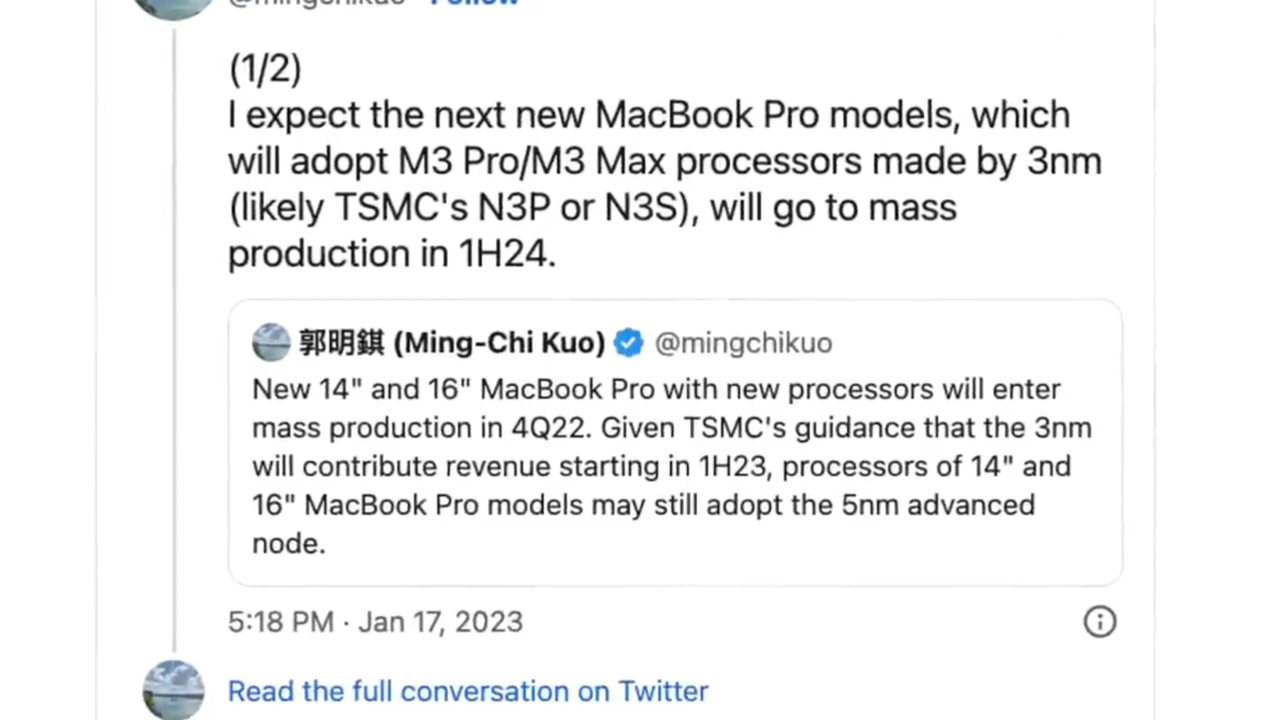 @mingchikuo · Follow
(1/2)
I expect the next new MacBook Pro models, which
will adopt M3 Pro/M3 Max processors made by 3nm
(likely TSMC's N3P or N3S), will go to mass
production in 1H24.
郭明錤 (Ming-Chi Kuo) @mingchikuo
New 14" and 16" MacBook Pro with new processors will enter
mass production in 4Q22. Given TSMC's guidance that the 3nm
will contribute revenue starting in 1H23, processors of 14" and
16" MacBook Pro models may still adopt the 5nm advanced
node.
5:18 PM · Jan 17, 2023
Read the full conversation on Twitter